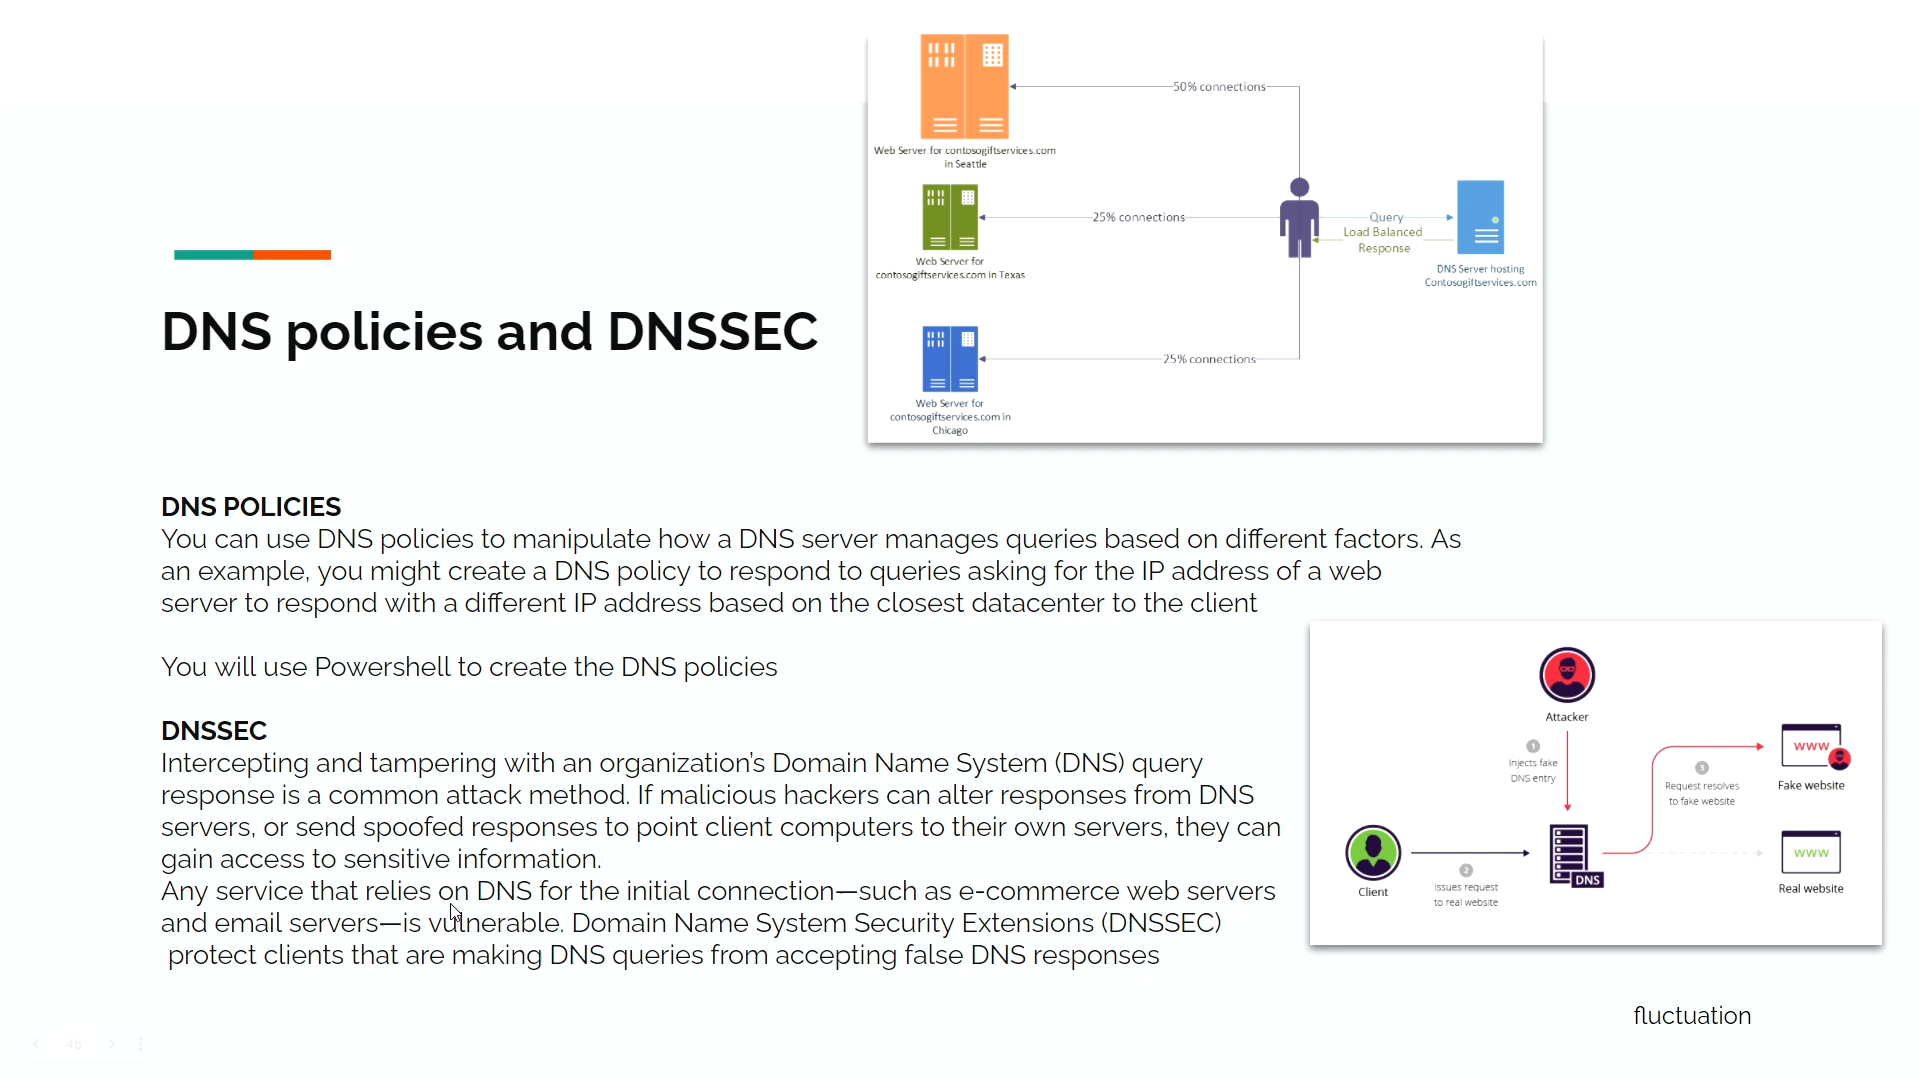 50% connections
Web Server for contosogiftservices.com
in Seattle
25% connections
Query
Load Balanced
Response
Web Server for
contosogiftservices.com in Texas
DNS Server hosting
Contosogiftservices.com
DNS policies and DNSSEC
25% connections
Web Server for
contosogiftservices.com in
Chicago
DNS POLICIES
You can use DNS policies to manipulate how a DNS server manages queries based on different factors. As
an example, you might create a DNS policy to respond to queries asking for the IP address of a web
server to respond with a different IP address based on the closest datacenter to the client
You will use Powershell to create the DNS policies
DNSSEC
Intercepting and tampering with an organization’s Domain Name System (DNS) query
response is a common attack method. If malicious hackers can alter responses from DNS
servers, or send spoofed responses to point client computers to their own servers, they can
gain access to sensitive information.
Any service that relies on DNS for the initial connection—such as e-commerce web servers
and email servers—is vulnerable. Domain Name System Security Extensions (DNSSEC)
protect clients that are making DNS queries from accepting false DNS responses
Attacker
1
Injects fake
DNS entry
3
Request resolves
to fake website
www
Fake website
Client
2
Issues request
to real website
DNS
www
Real website
fluctuation
46